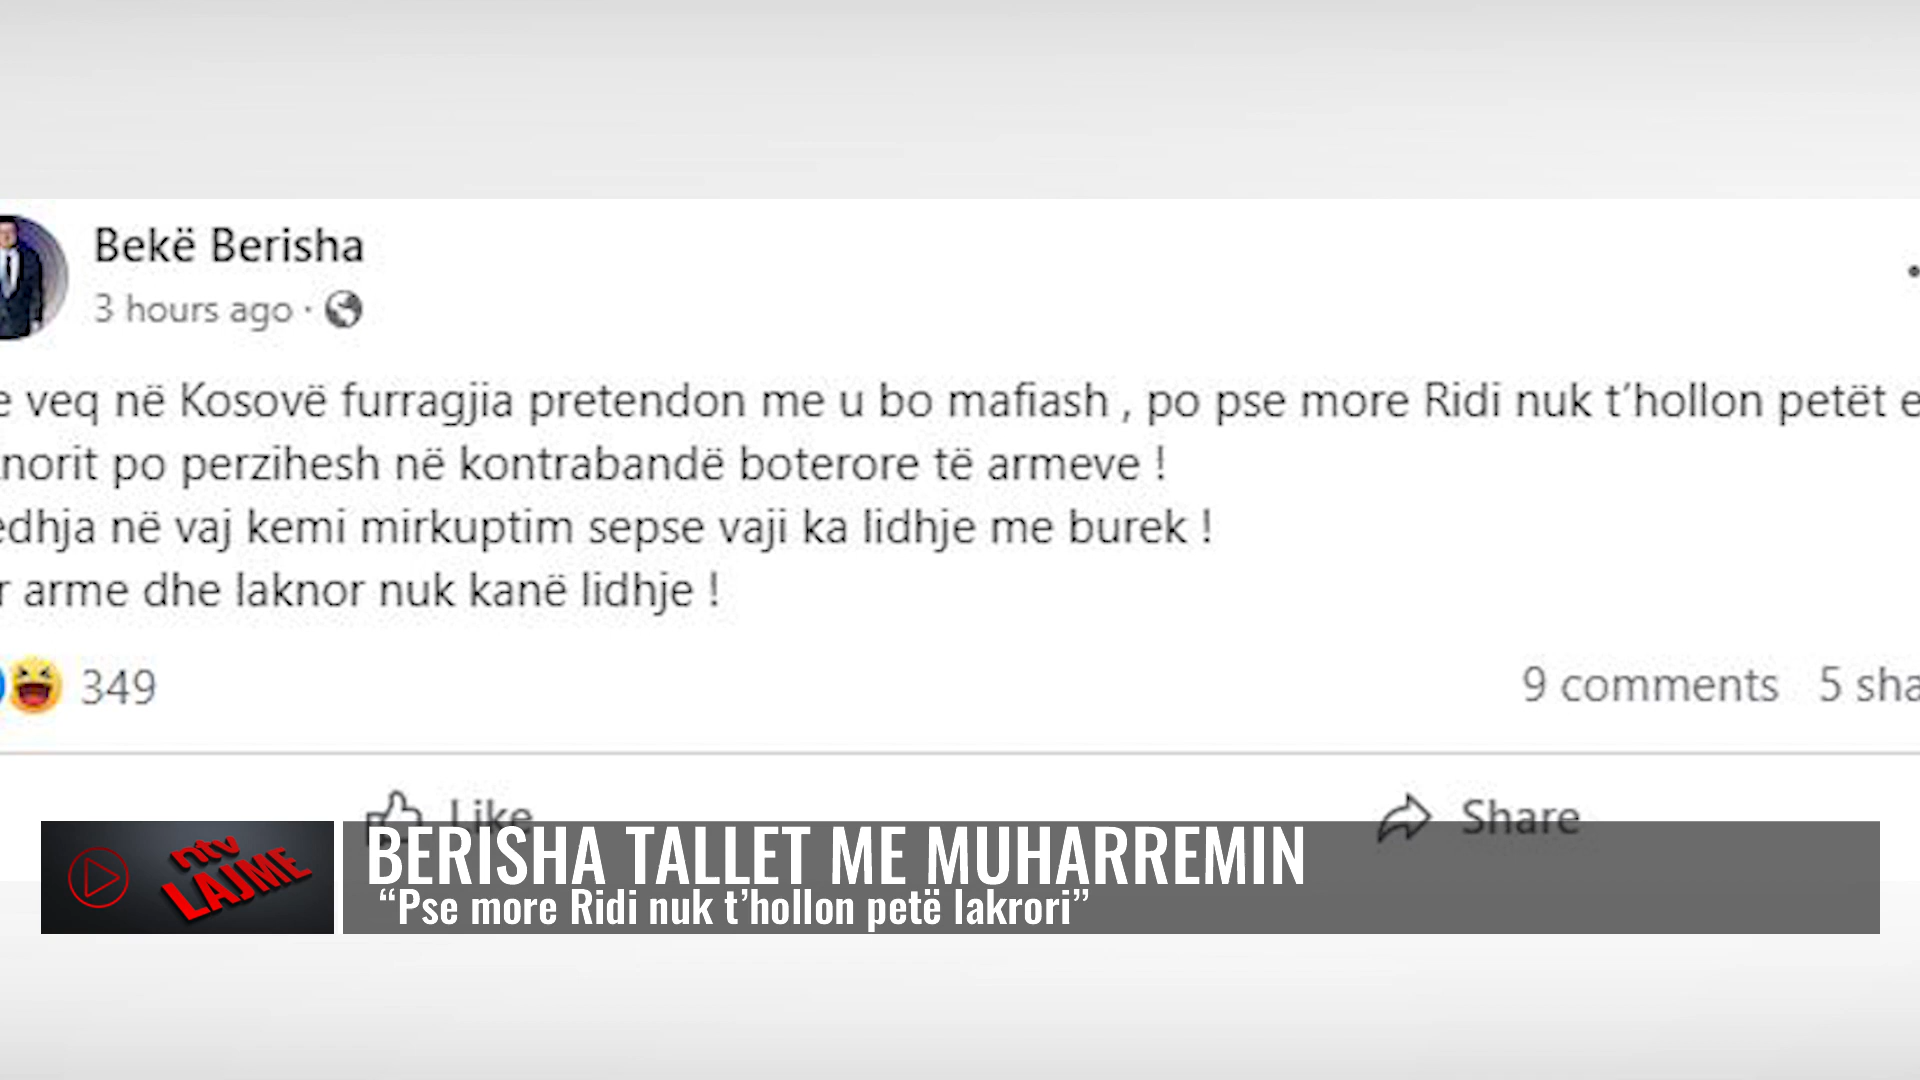 Bekë Berisha
3 hours ago ·
veq në Kosovë furragjia pretendon me u bo mafiash , po pse more Ridi nuk t’hollon petët e
norit po perzihesh në kontrabandë boterore të armeve !
edhja në vaj kemi mirkuptim sepse vaji ka lidhje me burek !
arme dhe laknor nuk kanë lidhje !
349
9 comments 5 sha
Like Share
ntv
LAJME
BERISHA TALLET ME MUHARREMIN
“Pse more Ridi nuk t’hollon petë lakrori”